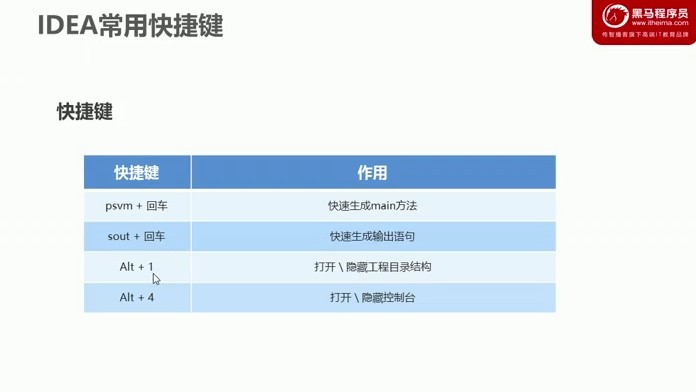 IDEA常用快捷键
黑马程序员
www.itheima.com
传智播客旗下高端IT教育品牌
快捷键
快捷键 作用
psvm + 回车 快速生成main方法
sout + 回车 快速生成输出语句
Alt + 1 打开 \ 隐藏工程目录结构
Alt + 4 打开 \ 隐藏控制台